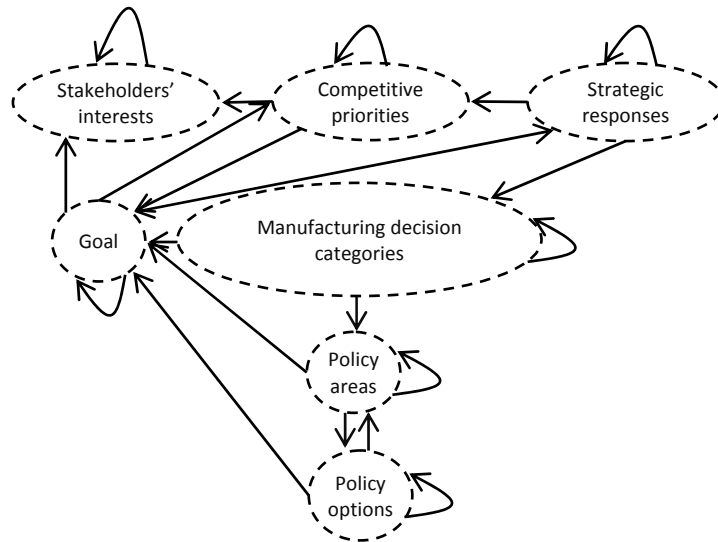 Stakeholders’
interests
Competitive
priorities
Strategic
responses
Goal
Manufacturing decision
categories
Policy
areas
Policy
options